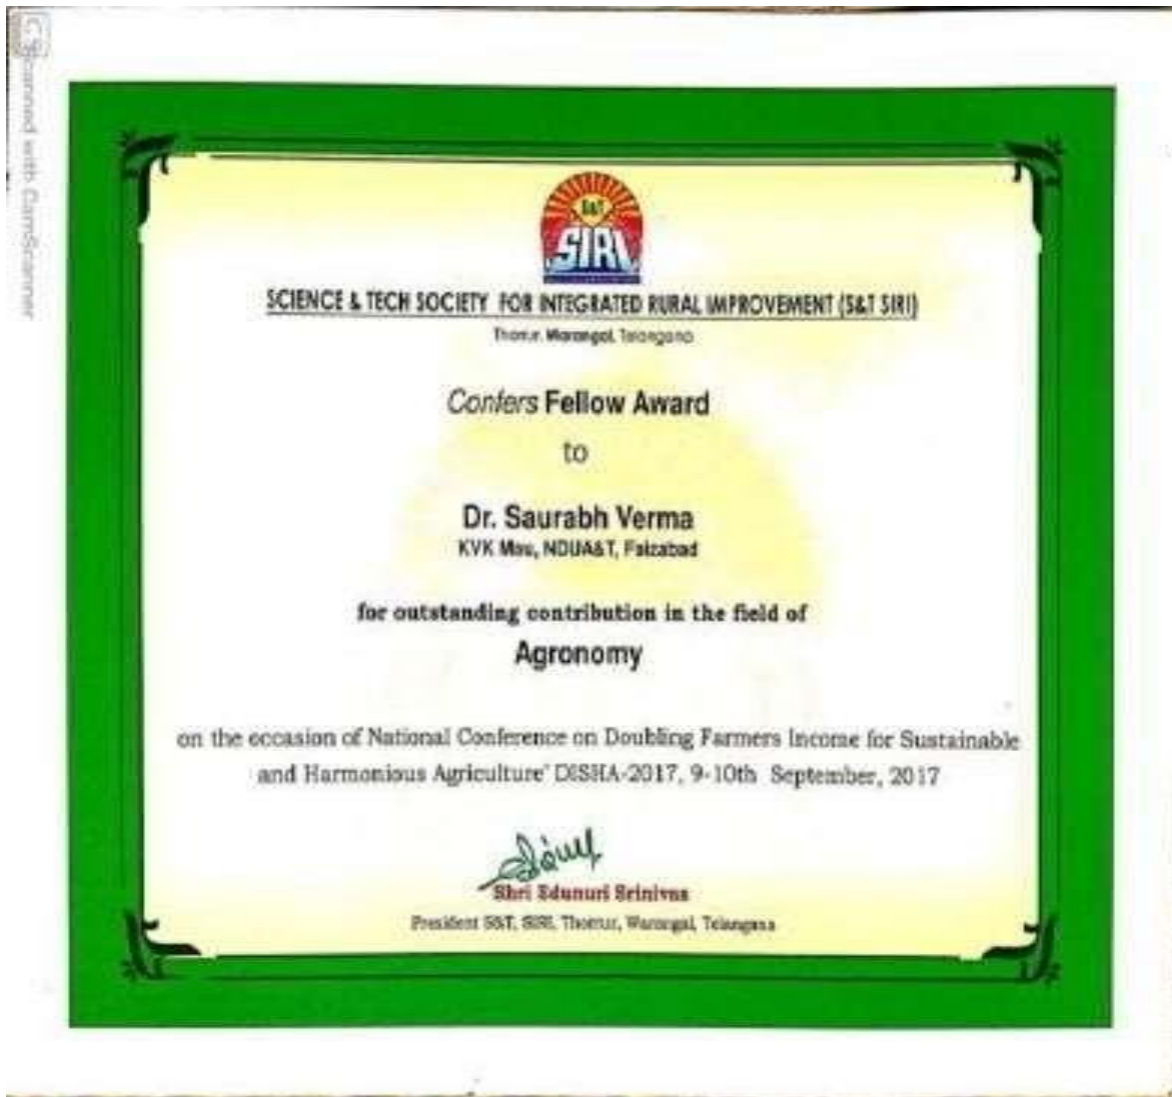 Scanned with CamScanner
S&T
SIRI
SCIENCE & TECH SOCIETY FOR INTEGRATED RURAL IMPROVEMENT (S&T SIRI)
Thorrur, Warangal, Telangana
Confers Fellow Award
to
Dr. Saurabh Verma
KVK Mau, NDUA&T, Faizabad
for outstanding contribution in the field of
Agronomy
on the occasion of National Conference on Doubling Farmers Income for Sustainable
and Harmonious Agriculture' DISHA-2017, 9-10th September, 2017
Shri Edunuri Srinivas
President S&T, SIRI, Thorrur, Warangal, Telangana